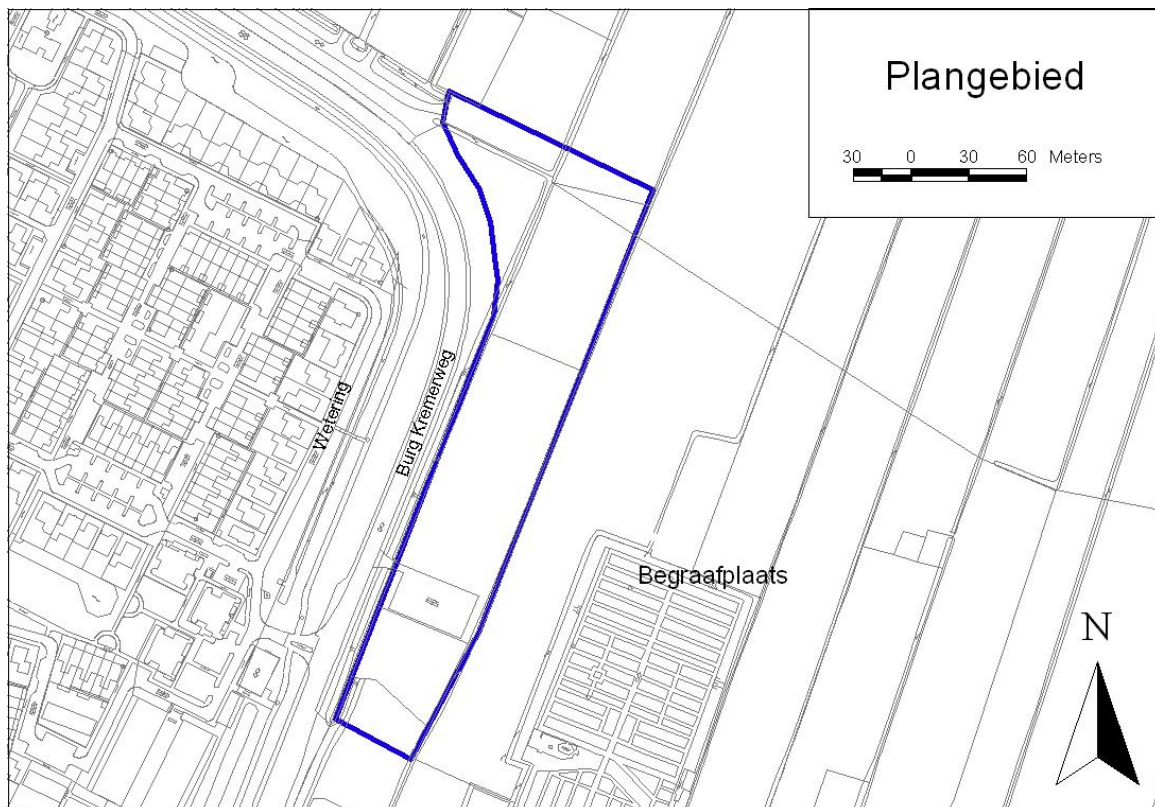 Plangebied
30 0 30 60 Meters
Wetering
Burg Kremerweg
Begraafplaats
N